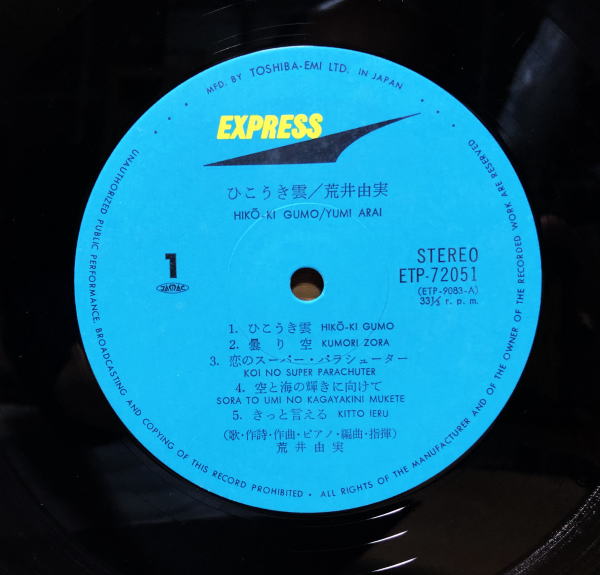 MFD. BY TOSHIBA-EMI LTD. IN JAPAN
EXPRESS
ひこうき雲/荒井由実
HIKŌ-KI GUMO/YUMI ARAI
1
JASRAC
STEREO
ETP-72051
(ETP-9083-A)
33⅓ r. p. m.
1. ひこうき雲 HIKŌ-KI GUMO
2. 曇り空 KUMORI ZORA
3. 恋のスーパー・パラシューター
KOI NO SUPER PARACHUTER
4. 空と海の輝きに向けて
SORA TO UMI NO KAGAYAKINI MUKETE
5. きっと言える KITTO IERU
(歌・作詩・作曲・ピアノ・編曲・指揮)
荒井由実
UNAUTHORIZED PUBLIC PERFORMANCE, BROADCASTING AND COPYING OF THIS RECORD PROHIBITED • ALL RIGHTS OF THE MANUFACTURER AND OF THE OWNER OF THE RECORDED WORK ARE RESERVED